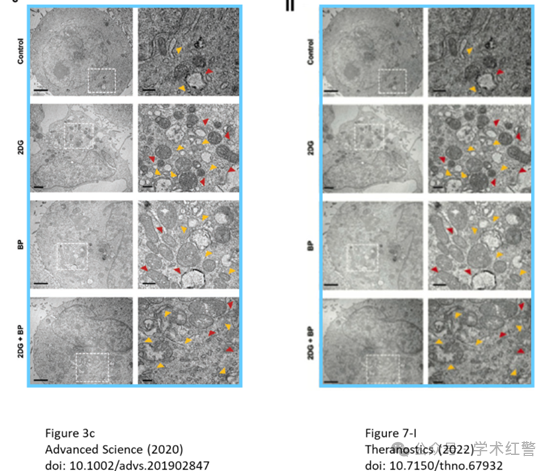 II
Control
Control
2DG
2DG
BP
BP
2DG + BP
2DG + BP
Figure 3c
Advanced Science (2020)
doi: 10.1002/advs.201902847
Figure 7-I
Theranostics (2022)
doi: 10.7150/thno.67932
学术红警